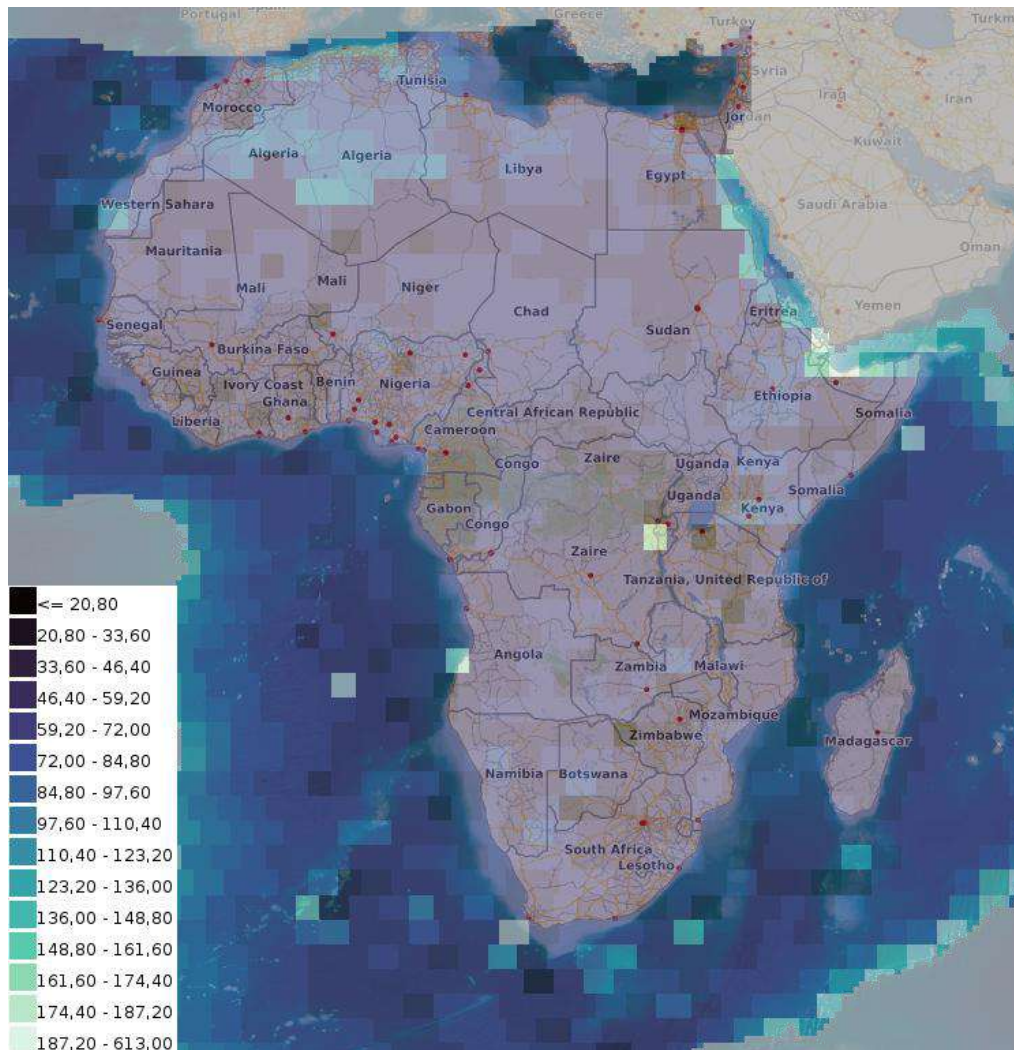 Portugal
Greece
Turkey
Turkm
Tunisia
Syria
Iran
Iraq
Morocco
Jordan
Kuwait
Algeria
Algeria
Libya
Egypt
Western Sahara
Saudi Arabia
Oman
Mauritania
Mali
Mali
Niger
Chad
Yemen
Eritrea
Senegal
Sudan
Burkina Faso
Guinea
Ivory Coast
Benin
Nigeria
Ghana
Ethiopia
Central African Republic
Somalia
Liberia
Cameroon
Congo
Zaire
Uganda
Kenya
Uganda
Somalia
Gabon
Kenya
Congo
Zaire
Tanzania, United Republic of
Angola
Zambia
Malawi
Mozambique
Zimbabwe
Madagascar
Namibia
Botswana
South Africa
Lesotho
<= 20,80
20,80 - 33,60
33,60 - 46,40
46,40 - 59,20
59,20 - 72,00
72,00 - 84,80
84,80 - 97,60
97,60 - 110,40
110,40 - 123,20
123,20 - 136,00
136,00 - 148,80
148,80 - 161,60
161,60 - 174,40
174,40 - 187,20
187,20 - 613,00